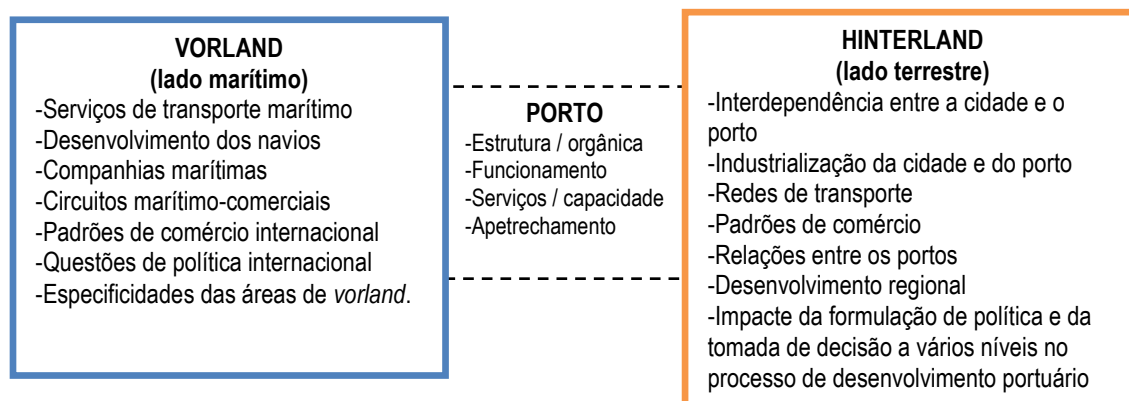 VORLAND
(lado marítimo)
-Serviços de transporte marítimo
-Desenvolvimento dos navios
-Companhias marítimas
-Circuitos marítimo-comerciais
-Padrões de comércio internacional
-Questões de política internacional
-Especificidades das áreas de vorland.
PORTO
-Estrutura / orgânica
-Funcionamento
-Serviços / capacidade
-Apetrechamento
HINTERLAND
(lado terrestre)
-Interdependência entre a cidade e o
porto
-Industrialização da cidade e do porto
-Redes de transporte
-Padrões de comércio
-Relações entre os portos
-Desenvolvimento regional
-Impacte da formulação de política e da
tomada de decisão a vários níveis no
processo de desenvolvimento portuário